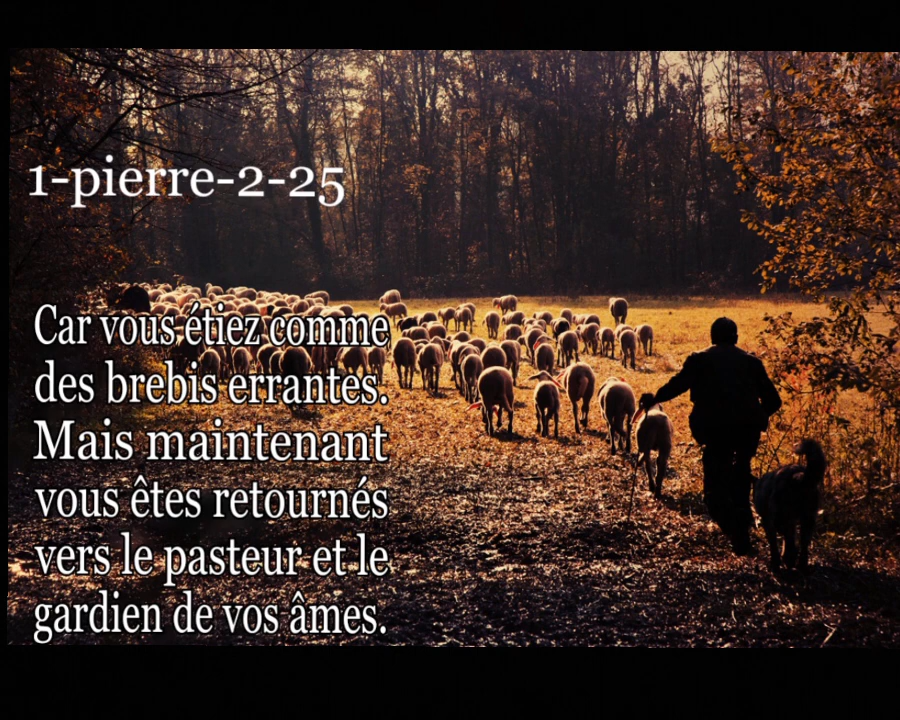 1-pierre-2-25
Car vous étiez comme
des brebis errantes.
Mais maintenant
vous êtes retournés
vers le pasteur et le
gardien de vos âmes.